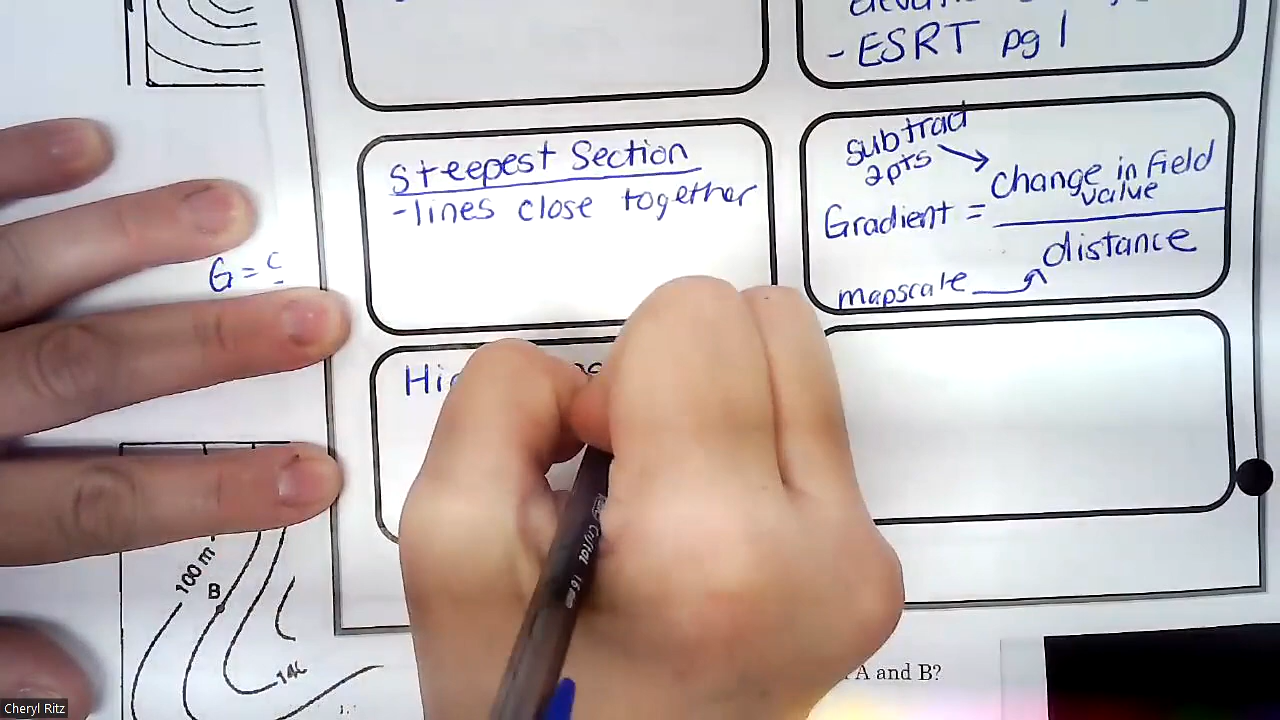 - ESRT pg 1
Steepest Section
-lines close together
subtract
2pts
Gradient = Change in Field
value
distance
mapscale
G =
Hi
100 m
B
A and B?
Cheryl Ritz